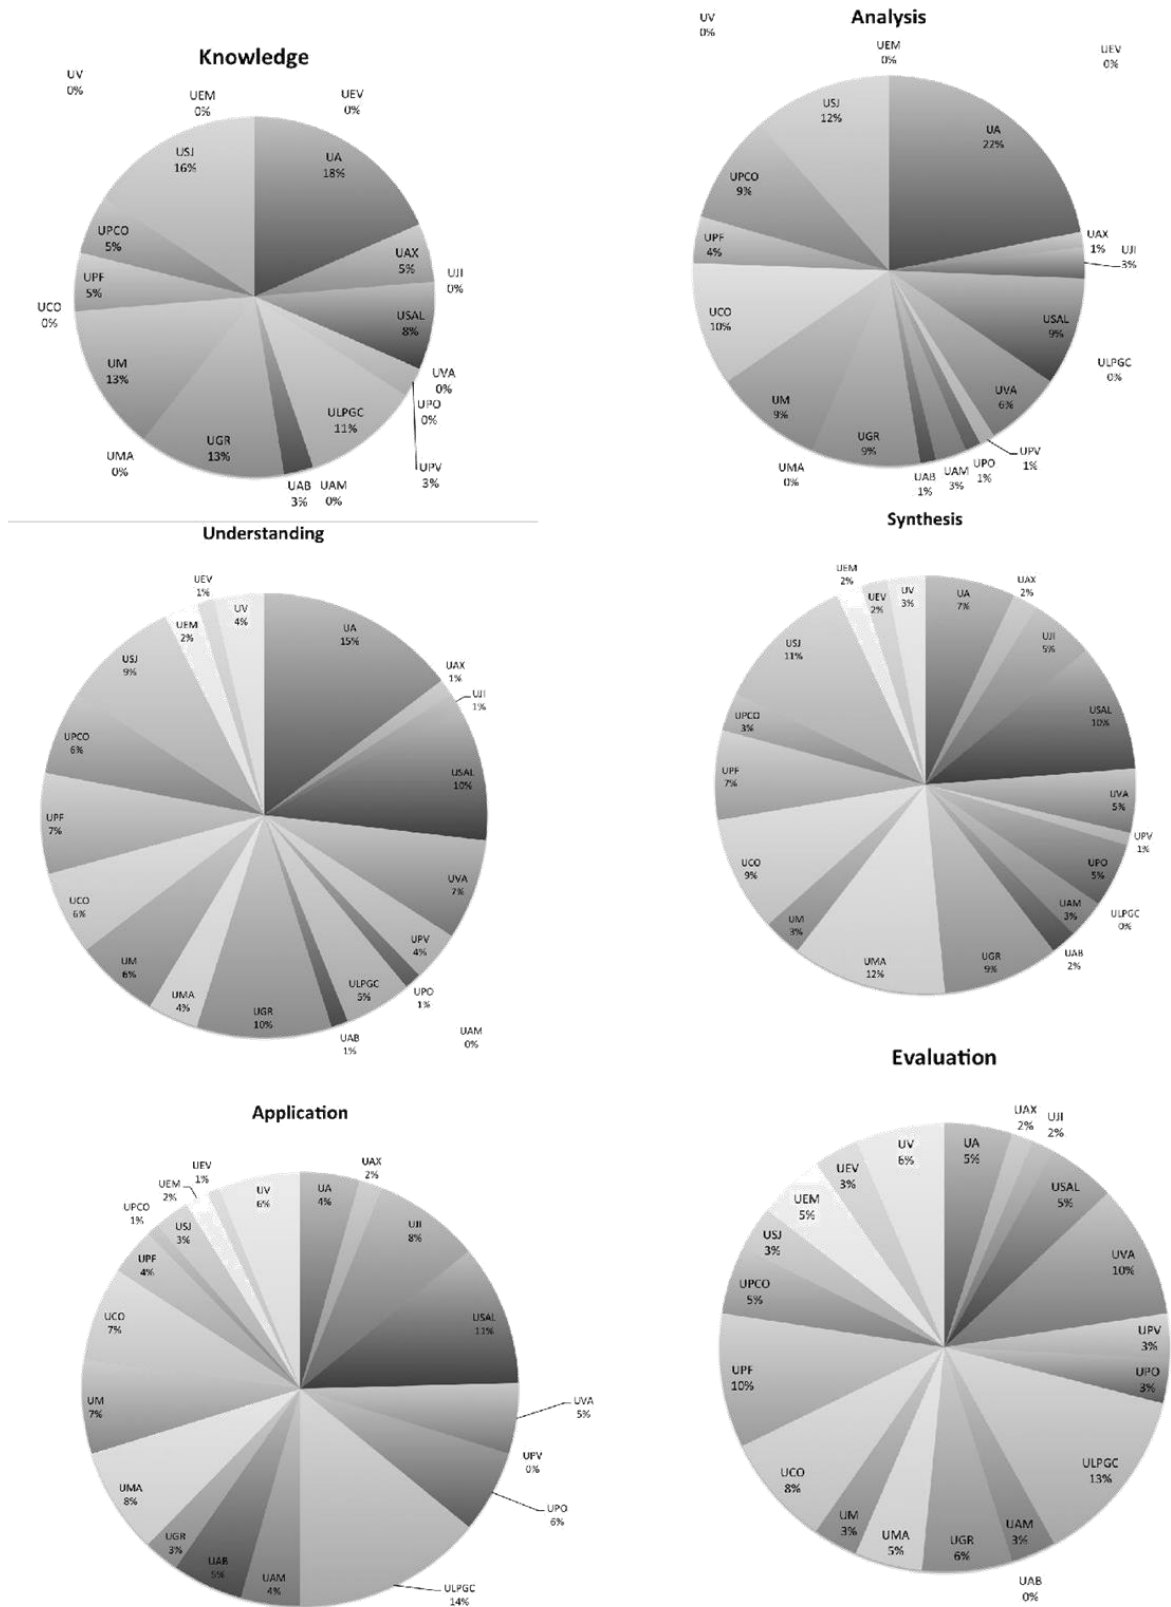 Knowledge
UV
0%
UEM
0%
UEV
0%
UA
18%
UAX
5%
UJI
0%
USAL
8%
UVA
0%
UPO
0%
UPV
3%
ULPGC
11%
UAM
0%
UAB
3%
UGR
13%
UMA
0%
UM
13%
UCO
0%
UPF
5%
UPCO
5%
USJ
16%
Analysis
UV
0%
UEM
0%
UEV
0%
UA
22%
UAX
1%
UJI
3%
USAL
9%
ULPGC
0%
UVA
6%
UPV
1%
UPO
1%
UAM
3%
UAB
1%
UGR
9%
UMA
0%
UM
9%
UCO
10%
UPF
4%
UPCO
9%
USJ
12%
Understanding
UEV
1%
UV
4%
UA
15%
UAX
1%
UJI
1%
USAL
10%
UVA
7%
UPV
4%
UPO
1%
ULPGC
5%
UAM
0%
UAB
1%
UGR
10%
UMA
4%
UM
6%
UCO
6%
UPF
7%
UPCO
6%
USJ
9%
UEM
2%
Synthesis
UEM
2%
UEV
2%
UV
3%
UA
7%
UAX
2%
UJI
5%
USAL
10%
UVA
5%
UPV
1%
UPO
5%
ULPGC
0%
UAM
3%
UAB
2%
UGR
9%
UMA
12%
UM
3%
UCO
9%
UPF
7%
UPCO
3%
USJ
11%
Application
UEV
1%
UV
6%
UA
4%
UAX
2%
UJI
8%
USAL
11%
UVA
5%
UPV
0%
UPO
6%
ULPGC
14%
UAM
4%
UAB
5%
UGR
3%
UMA
8%
UM
7%
UCO
7%
UPF
4%
UPCO
1%
USJ
3%
UEM
2%
Evaluation
UV
6%
UA
5%
UAX
2%
UJI
2%
USAL
5%
UVA
10%
UPV
3%
UPO
3%
ULPGC
13%
UAM
3%
UAB
0%
UGR
6%
UMA
5%
UM
3%
UCO
8%
UPF
10%
UPCO
5%
USJ
3%
UEM
5%
UEV
3%